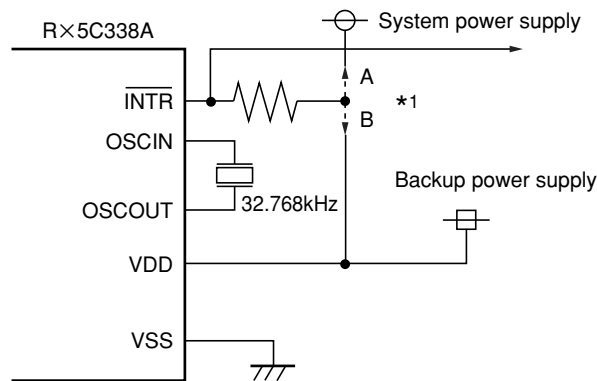 R×5C338A
System power supply
A
INTR
*1
B
OSCIN
Backup power supply
OSCOUT
32.768kHz
VDD
VSS